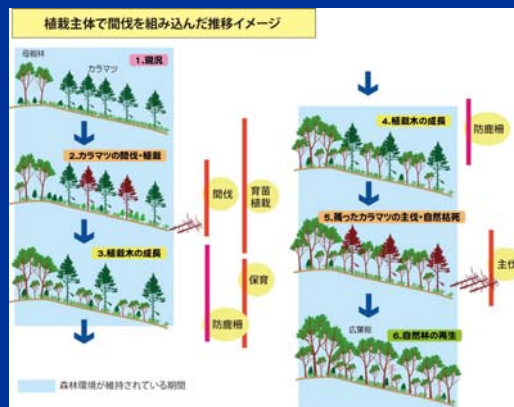 植栽主体で間伐を組み込んだ推移イメージ
母樹林
カラマツ
1.現況
2.カラマツの間伐・植栽
間伐
育苗
植栽
3.植栽木の成長
保育
防鹿柵
森林環境が維持されている期間
4.植栽木の成長
防鹿柵
5.残ったカラマツの主伐・自然枯死
主伐
広葉樹
6.自然林の再生